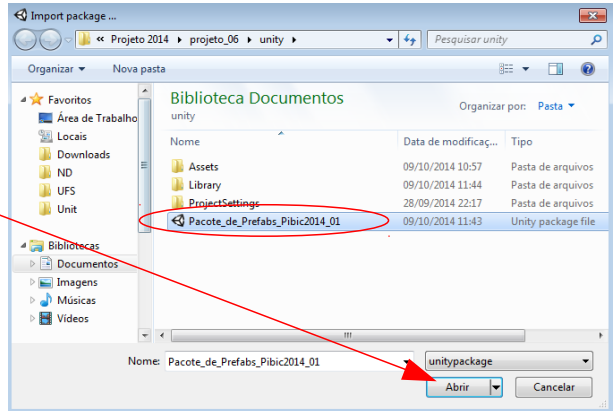 Import package ...
« Projeto 2014 projeto_06 unity Pesquisar unity
Organizar Nova pasta
Favoritos
Área de Trabalho
Locais
Downloads
ND
UFS
Unit
Bibliotecas
Documentos
Imagens
Músicas
Vídeos
Biblioteca Documentos
unity
Organizar por: Pasta
Nome Data de modificaç... Tipo
Assets 09/10/2014 10:57 Pasta de arquivos
Library 09/10/2014 11:44 Pasta de arquivos
ProjectSettings 28/09/2014 22:17 Pasta de arquivos
Pacote_de_Prefabs_Pibic2014_01 09/10/2014 11:43 Unity package file
Nome: Pacote_de_Prefabs_Pibic2014_01 unitypackage
Abrir Cancelar